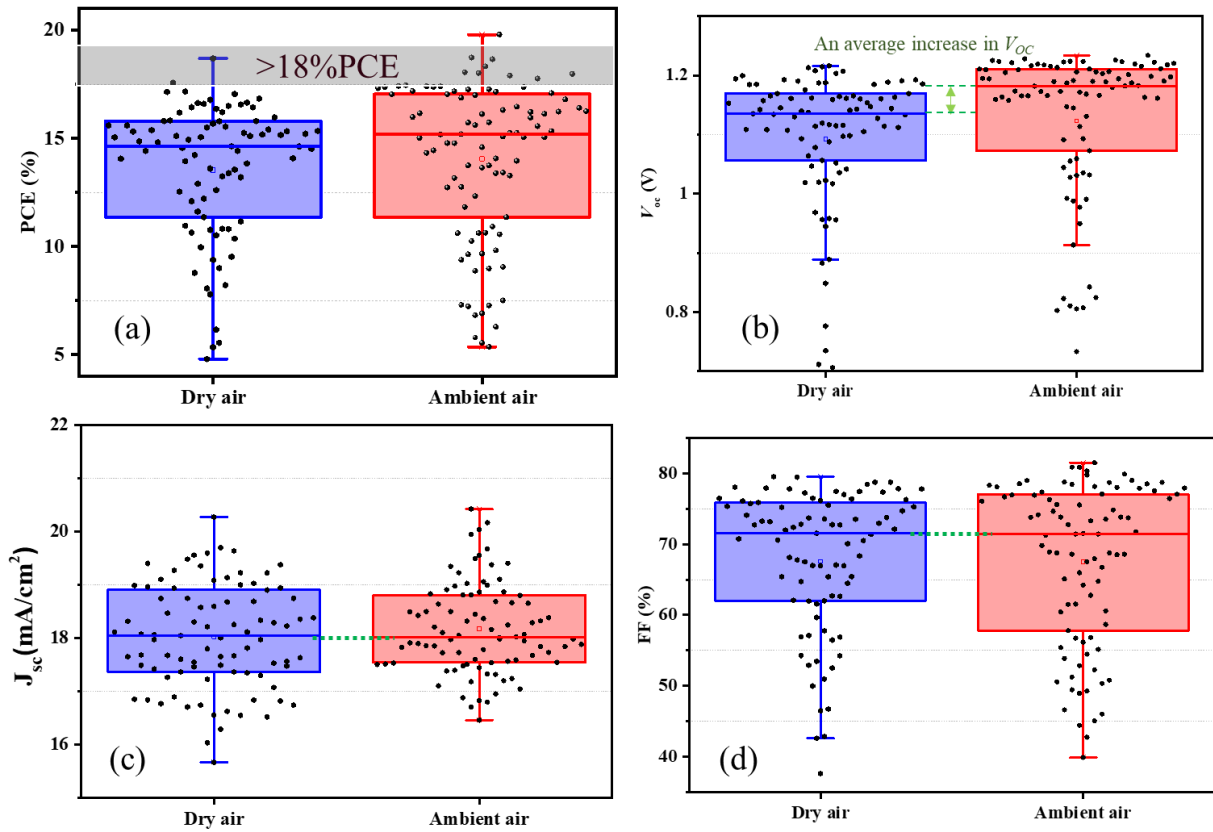 20
15
10
5
PCE (%)
>18%PCE
(a)
Dry air
Ambient air
1.2
1
0.8
Voc (V)
An average increase in VOC
(b)
Dry air
Ambient air
22
20
18
16
Jsc(mA/cm²)
(c)
Dry air
Ambient air
80
70
60
50
40
FF (%)
(d)
Dry air
Ambient air